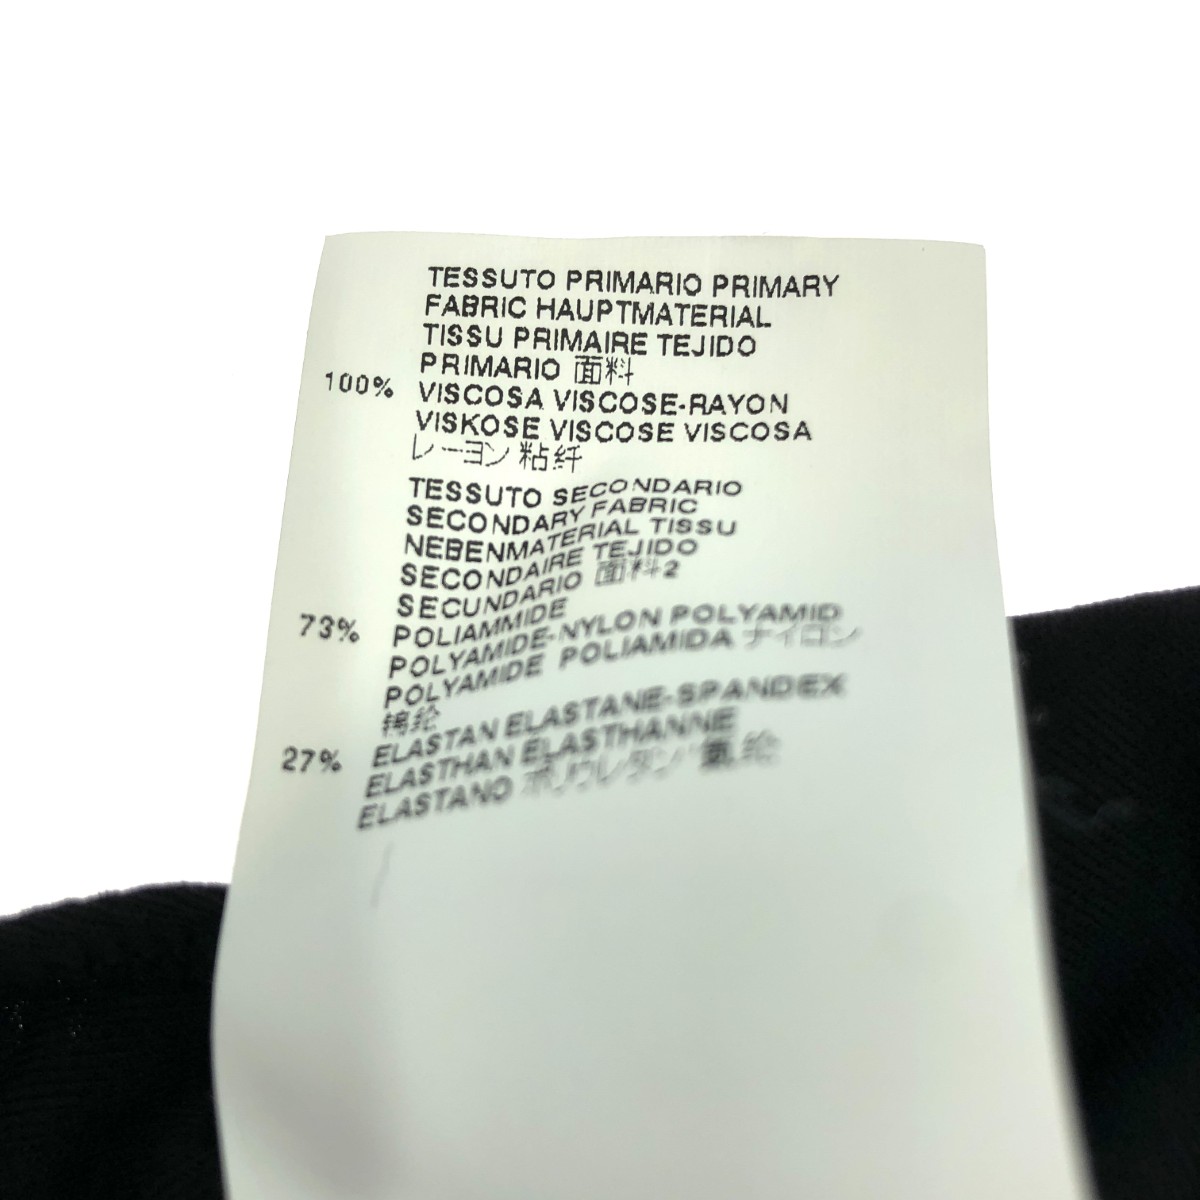 TESSUTO PRIMARIO PRIMARY
FABRIC HAUPTMATERIAL
TISSU PRIMAIRE TEJIDO
PRIMARIO 面料
100% VISCOSA VISCOSE-RAYON
VISKOSE VISCOSE VISCOSA
レーヨン 粘纤
TESSUTO SECONDARIO
SECONDARY FABRIC
NEBENMATERIAL TISSU
SECONDAIRE TEJIDO
SECUNDARIO 面料2
73% POLIAMMIDE
POLYAMIDE-NYLON POLYAMID
POLYAMIDE POLIAMIDA ナイロン
锦纶
27% ELASTAN ELASTANE-SPANDEX
ELASTHAN ELASTHANNE
ELASTANO ポリウレタン 氨纶